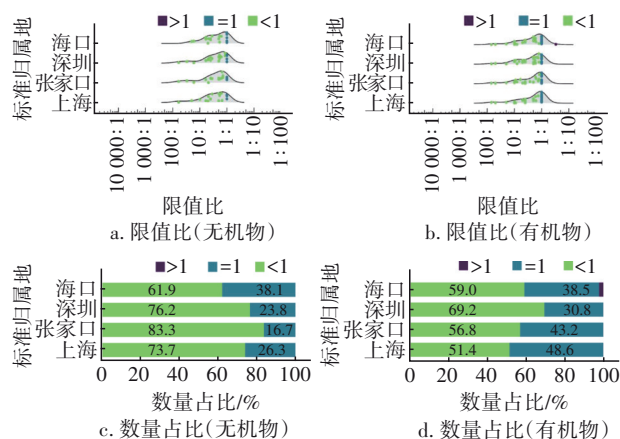 >1 =1 <1
标准归属地
海口
深圳
张家口
上海
10 000∶1
1 000∶1
100∶1
10∶1
1∶1
1∶10
1∶100
限值比
a. 限值比(无机物)
>1 =1 <1
标准归属地
海口
深圳
张家口
上海
10 000∶1
1 000∶1
100∶1
10∶1
1∶1
1∶10
1∶100
限值比
b. 限值比(有机物)
>1 =1 <1
标准归属地
海口 61.9 38.1
深圳 76.2 23.8
张家口 83.3 16.7
上海 73.7 26.3
0 20 40 60 80 100
数量占比/%
c. 数量占比(无机物)
>1 =1 <1
标准归属地
海口 59.0 38.5
深圳 69.2 30.8
张家口 56.8 43.2
上海 51.4 48.6
0 20 40 60 80 100
数量占比/%
d. 数量占比(有机物)